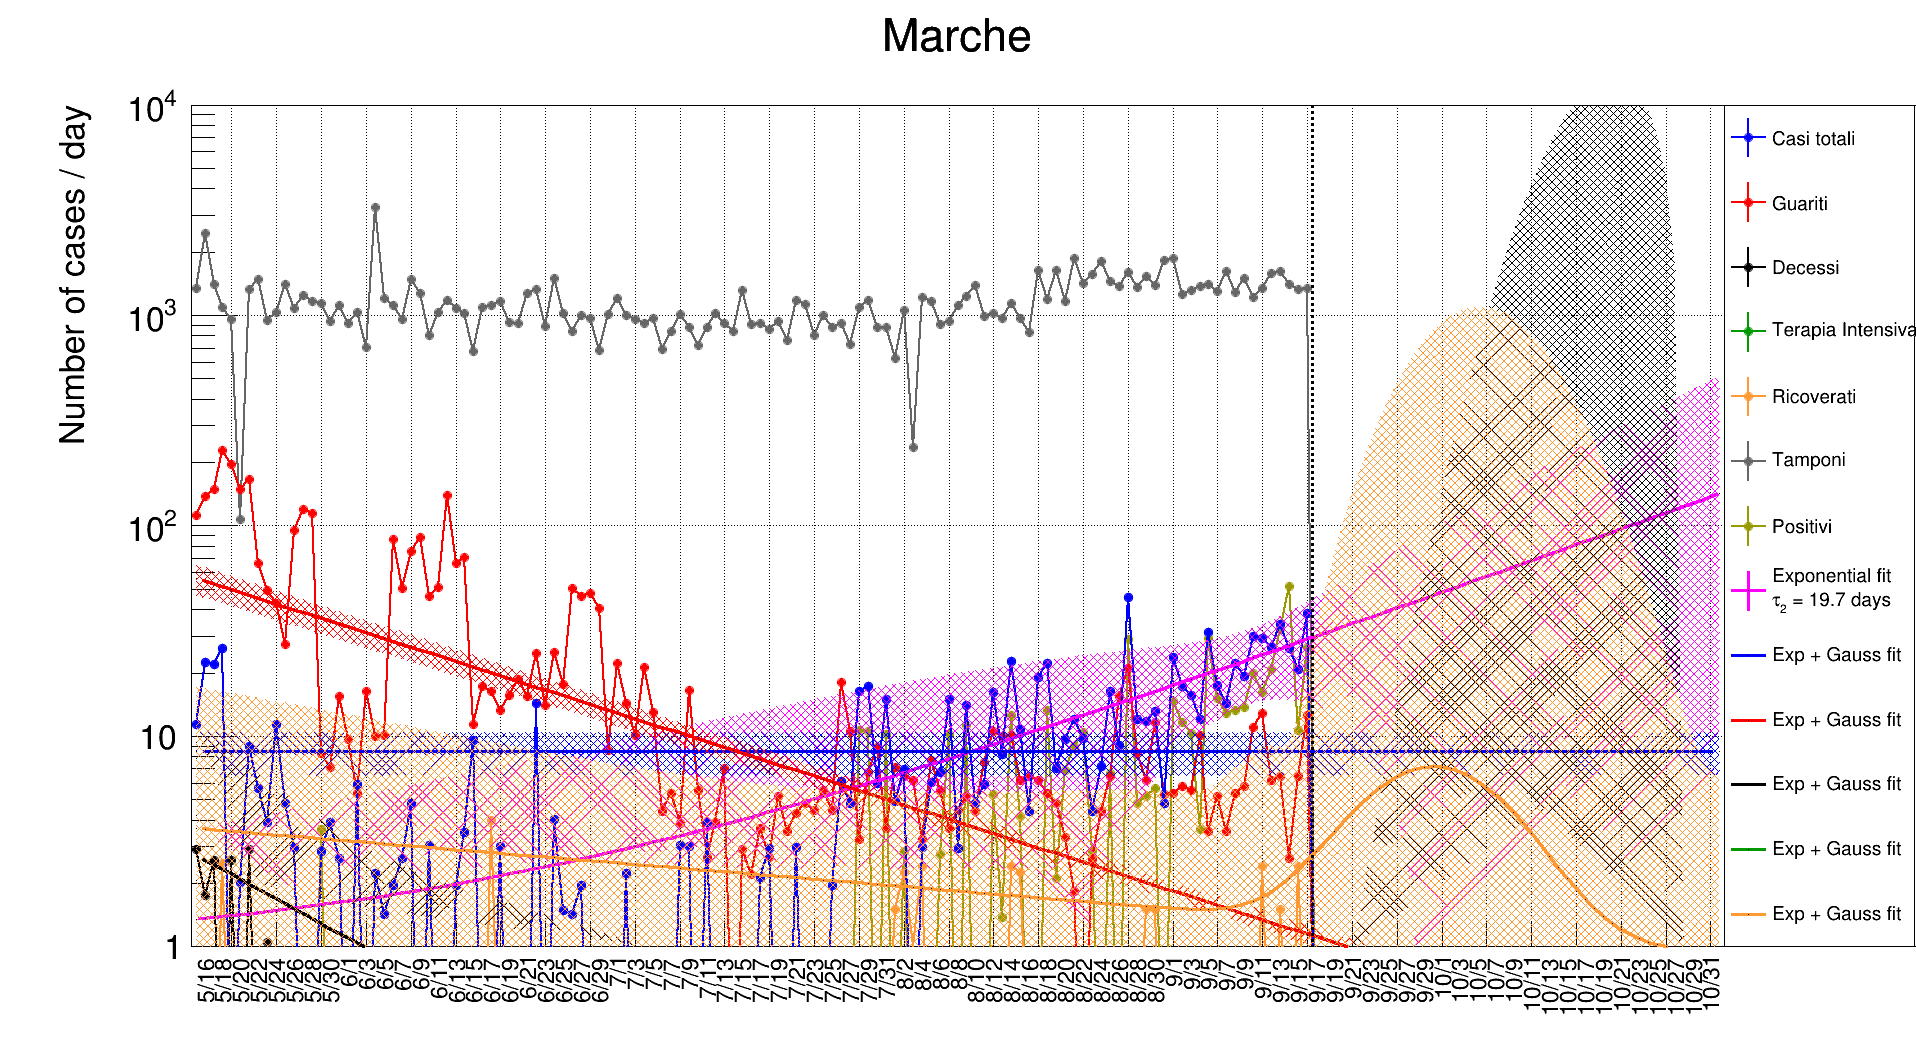 Marche
Number of cases / day
10⁴
10³
10²
10
1
5/16 5/18 5/20 5/22 5/24 5/26 5/28 5/30 6/1 6/3 6/5 6/7 6/9 6/11 6/13 6/15 6/17 6/19 6/21 6/23 6/25 6/27 6/29 7/1 7/3 7/5 7/7 7/9 7/11 7/13 7/15 7/17 7/19 7/21 7/23 7/25 7/27 7/29 7/31 8/2 8/4 8/6 8/8 8/10 8/12 8/14 8/16 8/18 8/20 8/22 8/24 8/26 8/28 8/30 9/1 9/3 9/5 9/7 9/9 9/11 9/13 9/15 9/17 9/19 9/21 9/23 9/25 9/27 9/29 10/1 10/3 10/5 10/7 10/9 10/11 10/13 10/15 10/17 10/19 10/21 10/23 10/25 10/27 10/29 10/31
Casi totali
Guariti
Decessi
Terapia Intensiva
Ricoverati
Tamponi
Positivi
Exponential fit
τ₂ = 19.7 days
Exp + Gauss fit
Exp + Gauss fit
Exp + Gauss fit
Exp + Gauss fit
Exp + Gauss fit